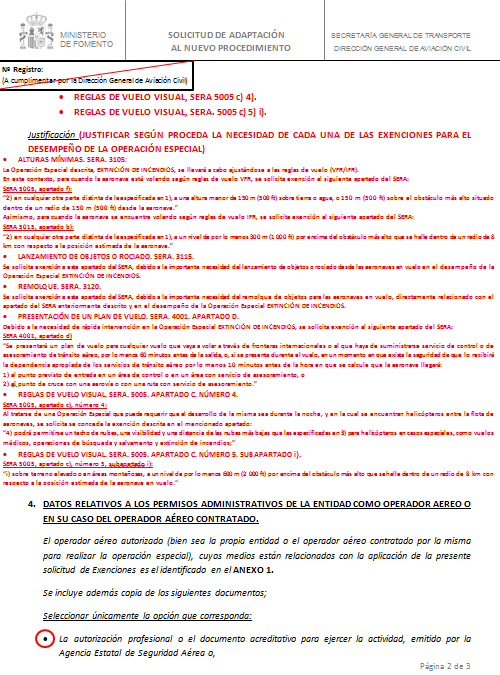 MINISTERIO
DE FOMENTO
SOLICITUD DE ADAPTACIÓN
AL NUEVO PROCEDIMIENTO
SECRETARÍA GENERAL DE TRANSPORTE
DIRECCIÓN GENERAL DE AVIACIÓN CIVIL
Nº Registro:
(A cumplimentar por la Dirección General de Aviación Civil)
• REGLAS DE VUELO VISUAL, SERA 5005 c) 4).
• REGLAS DE VUELO VISUAL, SERA. 5005. c) 5) i).
Justificación (JUSTIFICAR SEGÚN PROCEDA LA NECESIDAD DE CADA UNA DE LAS EXENCIONES PARA EL
DESEMPEÑO DE LA OPERACIÓN ESPECIAL)
• ALTURAS MÍNIMAS. SERA. 3105:
La Operación Especial descrita, EXTINCIÓN DE INCENDIOS, se llevará a cabo ajustándose a las reglas de vuelo (VFR/IFR).
En este contexto, para cuando la aeronave está volando según reglas de vuelo VFR, se solicita exención al siguiente apartado del SERA:
SERA 5005, apartado f):
"2) en cualquier otra parte distinta de la especificada en 1), a una altura menor de 150 m (500 ft) sobre tierra o agua, o 150 m (500 ft) sobre el obstáculo más alto situado
dentro de un radio de 150 m (500 ft) desde la aeronave."
Asimismo, para cuando la aeronave se encuentre volando según reglas de vuelo IFR, se solicita exención al siguiente apartado del SERA:
SERA 5015, apartado b):
"2) en cualquier otra parte distinta de la especificada en 1), a un nivel de por lo menos 300 m (1 000 ft) por encima del obstáculo más alto que se halle dentro de un radio de 8
km con respecto a la posición estimada de la aeronave."
• LANZAMIENTO DE OBJETOS O ROCIADO. SERA. 3115.
Se solicita exención a este apartado del SERA, debido a la importante necesidad del lanzamiento de objetos o rociado desde las aeronaves en vuelo en el desempeño de la
Operación Especial EXTINCIÓN DE INCENDIOS.
• REMOLQUE. SERA. 3120.
Se solicita exención a este apartado del SERA, debido a la importante necesidad del remolque de objetos para las aeronaves en vuelo, directamente relacionado con el
apartado del SERA anteriormente descrito y en el desempeño de la Operación Especial EXTINCIÓN DE INCENDIOS.
• PRESENTACIÓN DE UN PLAN DE VUELO. SERA. 4001. APARTADO D.
Debido a la necesidad de rápida intervención en la Operación Especial EXTINCIÓN DE INCENDIOS, se solicita exención al siguiente apartado del SERA:
SERA 4001, apartado d)
"Se presentará un plan de vuelo para cualquier vuelo que vaya a volar a través de fronteras internacionales o al que haya de suministrarse servicio de control o de
asesoramiento de tránsito aéreo, por lo menos 60 minutos antes de la salida, o, si se presenta durante el vuelo, en un momento en que exista la seguridad de que lo recibirá
la dependencia apropiada de los servicios de tránsito aéreo por lo menos 10 minutos antes de la hora en que se calcule que la aeronave llegará:
1) al punto previsto de entrada en un área de control o en un área con servicio de asesoramiento, o
2) al punto de cruce con una aerovía o con una ruta con servicio de asesoramiento."
• REGLAS DE VUELO VISUAL. SERA. 5005. APARTADO C. NÚMERO 4.
SERA 5005, apartado c), número 4:
Al tratarse de una Operación Especial que puede requerir que el desarrollo de la misma sea durante la noche, y en la cual se encuentran helicópteros entre la flota de
aeronaves, se solicita se conceda la exención descrita en el mencionado apartado:
"4) podrá permitirse un techo de nubes, una visibilidad y una distancia de las nubes más bajas que las especificadas en 3) para helicópteros en casos especiales, como vuelos
médicos, operaciones de búsqueda y salvamento y extinción de incendios;"
• REGLAS DE VUELO VISUAL. SERA. 5005. APARTADO C. NÚMERO 5. SUBAPARTADO i).
SERA 5005, apartado c), número 5, subapartado i):
"i) sobre terreno elevado o en áreas montañosas, a un nivel de por lo menos 600 m (2 000 ft) por encima del obstáculo más alto que se halle dentro de un radio de 8 km con
respecto a la posición estimada de la aeronave en vuelo."
4. DATOS RELATIVOS A LOS PERMISOS ADMINISTRATIVOS DE LA ENTIDAD COMO OPERADOR AEREO O
EN SU CASO DEL OPERADOR AÉREO CONTRATADO.
El operador aéreo autorizado (bien sea la propia entidad o el operador aéreo contratado por la misma
para realizar la operación especial), cuyos medios están relacionados con la aplicación de la presente
solicitud de Exenciones es el identificado en el ANEXO 1.
Se incluye además copia de los siguientes documentos;
Seleccionar únicamente la opción que corresponda:
• La autorización profesional o el documento acreditativo para ejercer la actividad, emitido por la
Agencia Estatal de Seguridad Aérea a,
Página 2 de 3